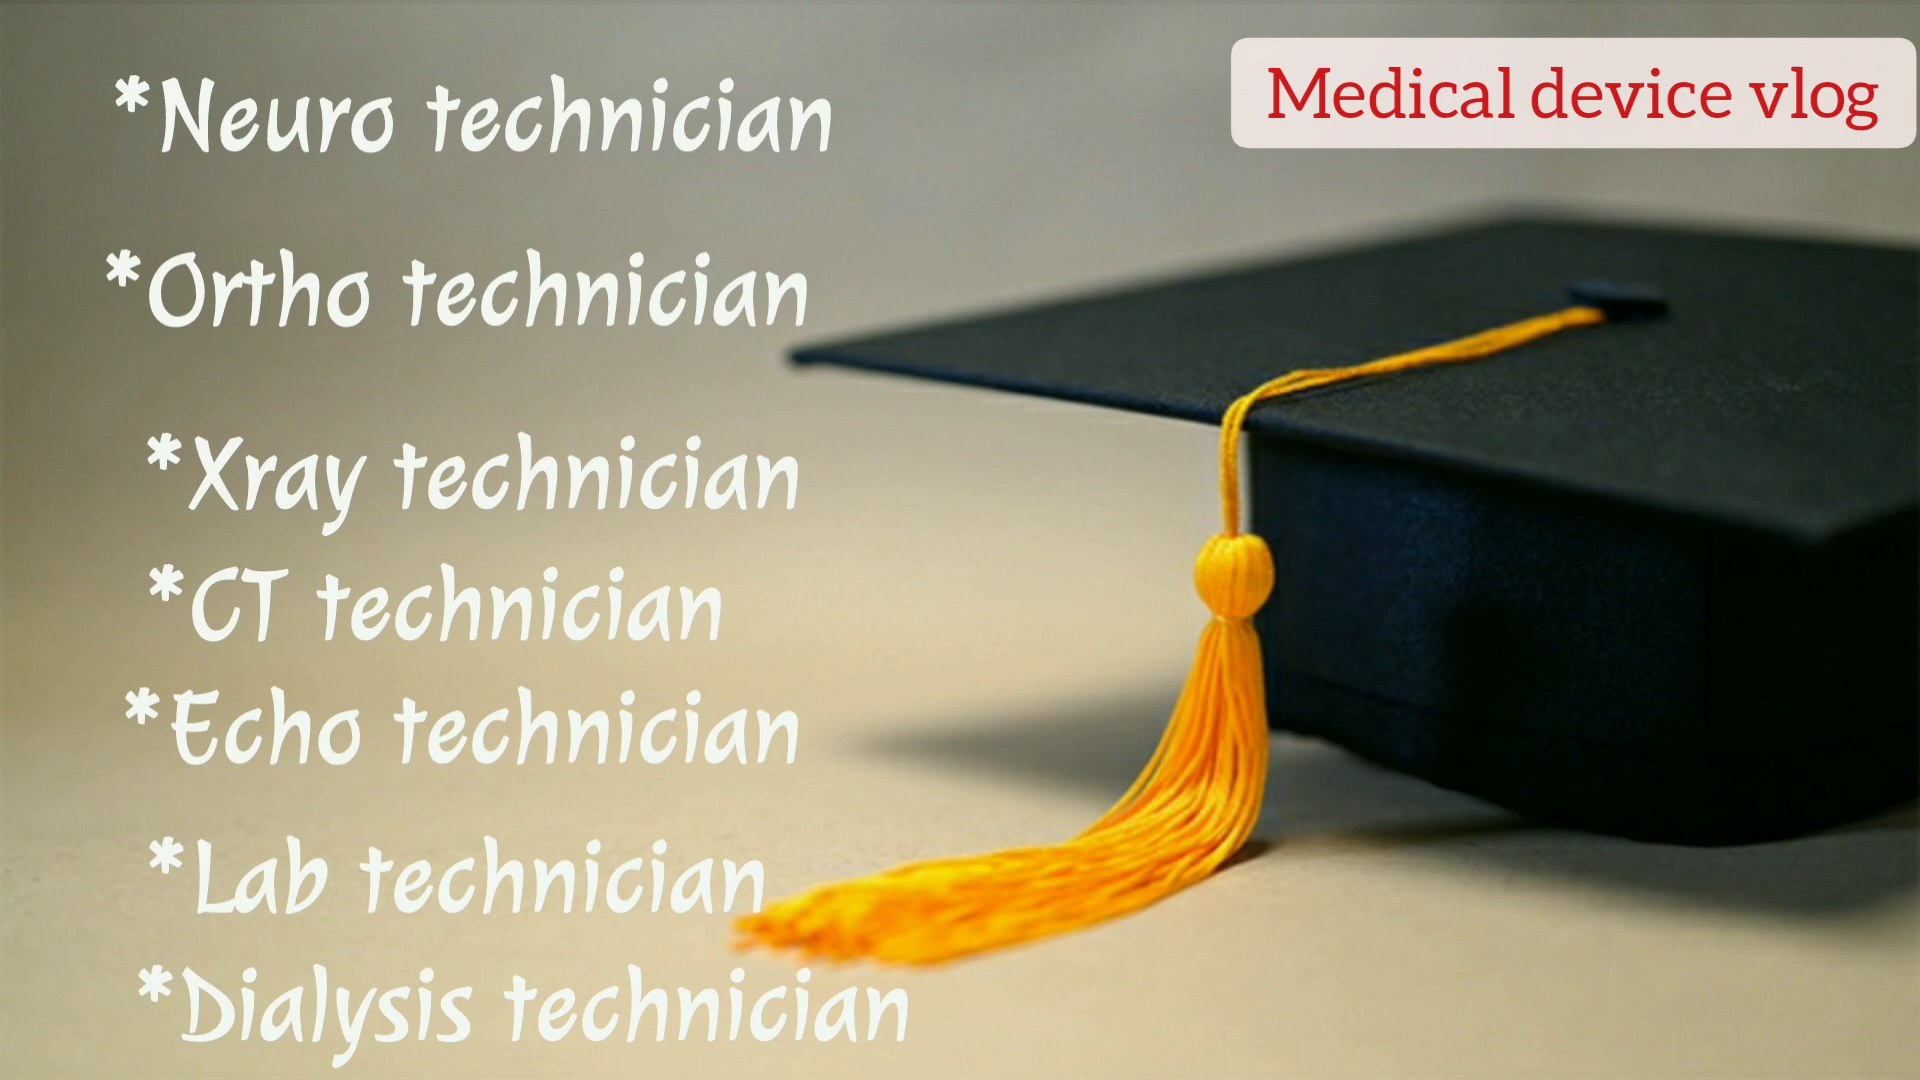 *Neuro technician
Medical device vlog
*Ortho technician
*Xray technician
*CT technician
*Echo technician
*Lab technician
*Dialysis technician